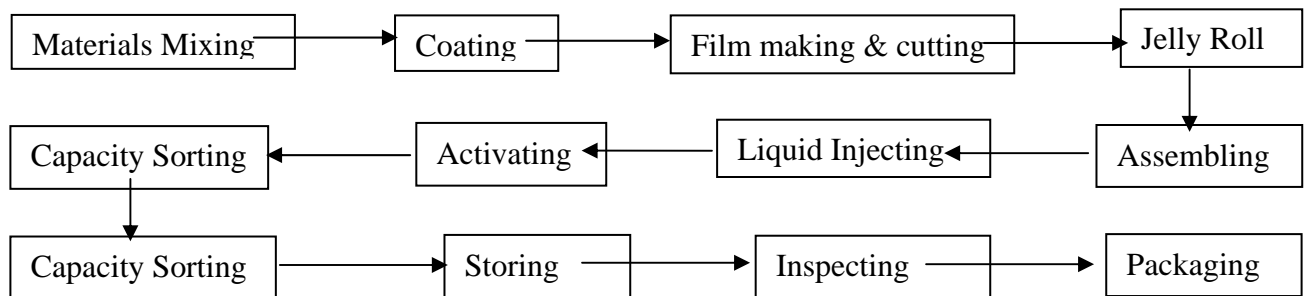 Materials Mixing
Coating
Film making & cutting
Jelly Roll
Assembling
Liquid Injecting
Activating
Capacity Sorting
Capacity Sorting
Storing
Inspecting
Packaging